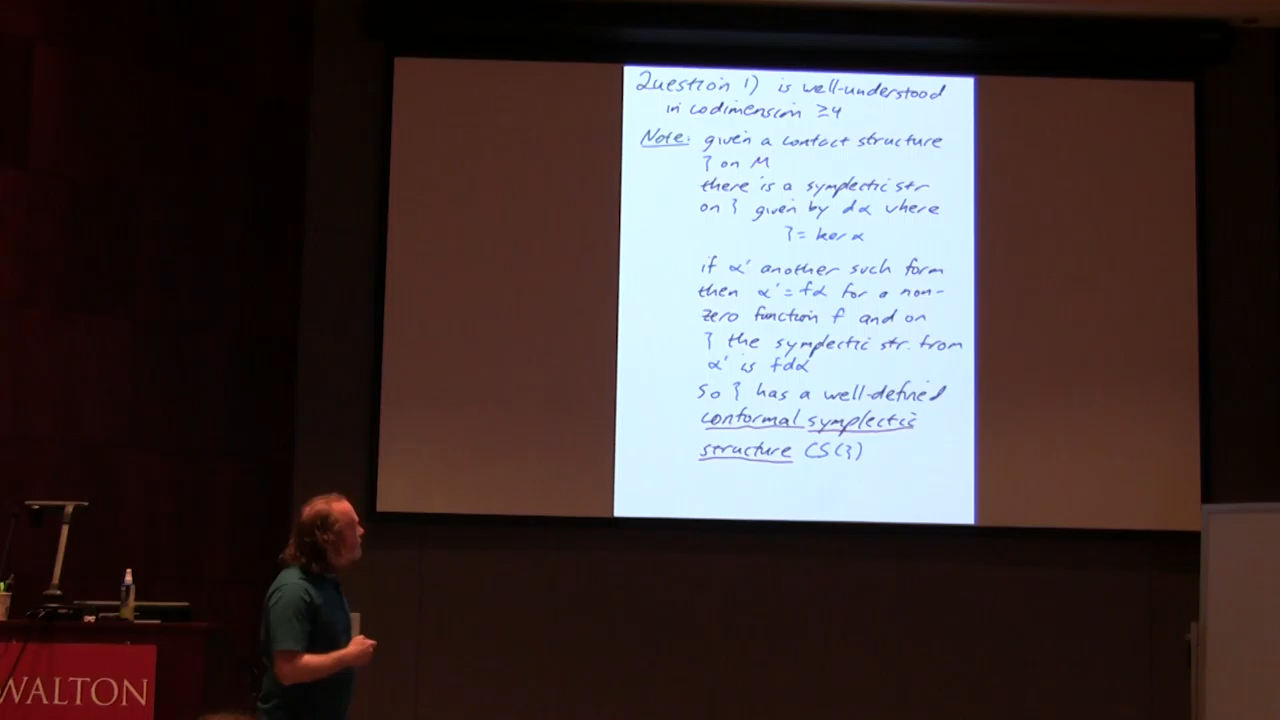 Question 1) is well-understood
in codimension ≥4
Note: given a contact structure
ξ on M
there is a symplectic str
on ξ given by dα where
ξ = ker α
if α' another such form
then α' = fα for a non-
zero function f and on
ξ the symplectic str. from
α' is fdα
so ξ has a well-defined
conformal symplectic
structure CS(ξ)
WALTON